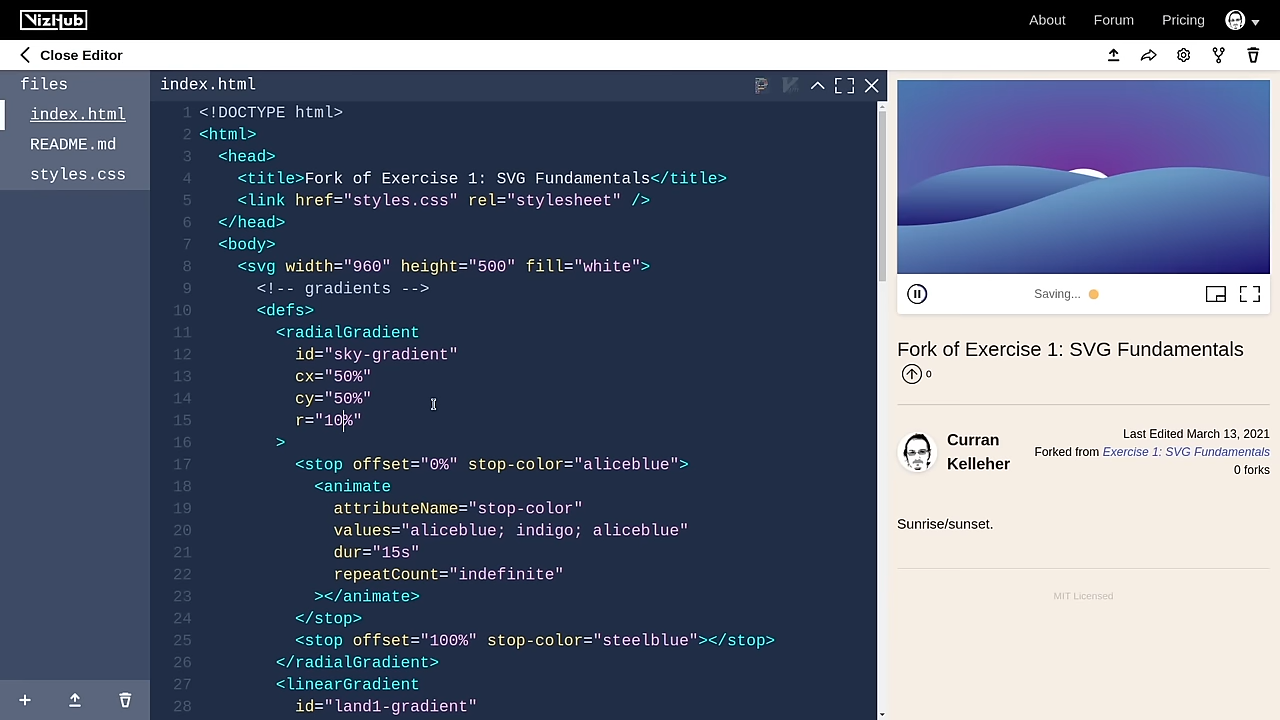 VizHub
About Forum Pricing
Close Editor
files
index.html
README.md
styles.css
index.html
1 <!DOCTYPE html>
2 <html>
3 <head>
4 <title>Fork of Exercise 1: SVG Fundamentals</title>
5 <link href="styles.css" rel="stylesheet" />
6 </head>
7 <body>
8 <svg width="960" height="500" fill="white">
9 <!-- gradients -->
10 <defs>
11 <radialGradient
12 id="sky-gradient"
13 cx="50%"
14 cy="50%"
15 r="10%"
16 >
17 <stop offset="0%" stop-color="aliceblue">
18 <animate
19 attributeName="stop-color"
20 values="aliceblue; indigo; aliceblue"
21 dur="15s"
22 repeatCount="indefinite"
23 ></animate>
24 </stop>
25 <stop offset="100%" stop-color="steelblue"></stop>
26 </radialGradient>
27 <linearGradient
28 id="land1-gradient"
Saving...
Fork of Exercise 1: SVG Fundamentals
0
Curran
Kelleher
Last Edited March 13, 2021
Forked from Exercise 1: SVG Fundamentals
0 forks
Sunrise/sunset.
MIT Licensed